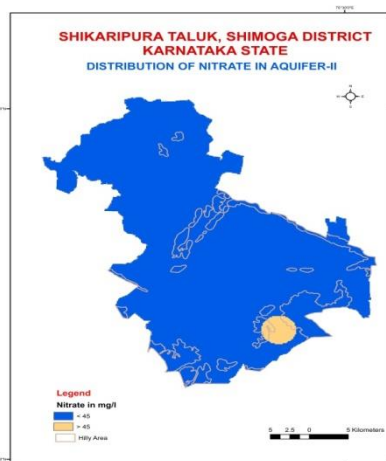 SHIKARIPURA TALUK, SHIMOGA DISTRICT
KARNATAKA STATE
DISTRIBUTION OF NITRATE IN AQUIFER-II
Legend
Nitrate in mg/l
< 45
> 45
Hilly Area
5 2.5 0 5 Kilometers